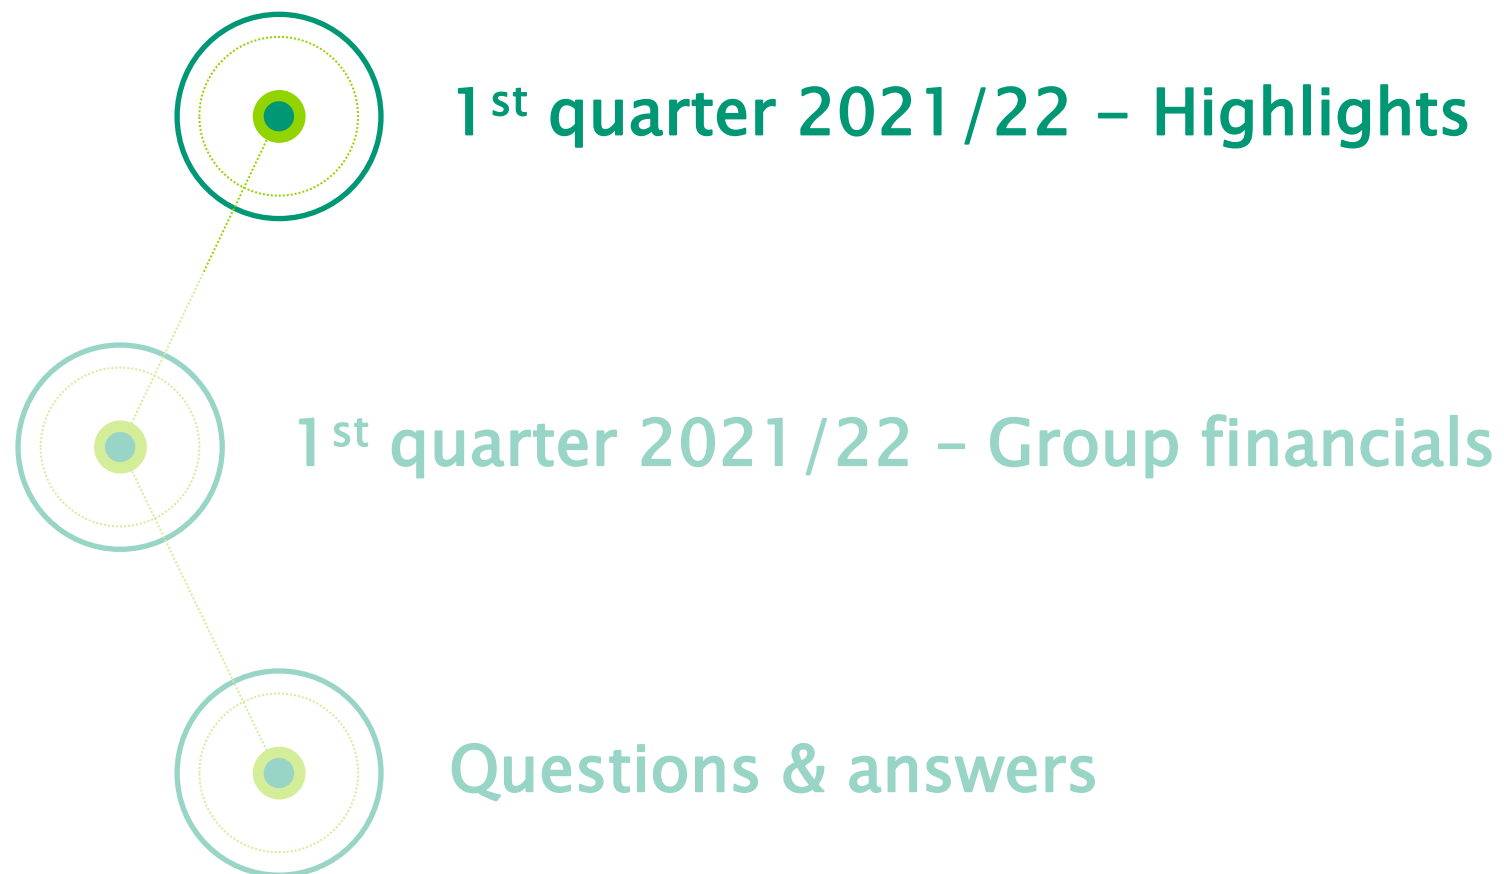 1st quarter 2021/22 – Highlights
1st quarter 2021/22 – Group financials
Questions & answers